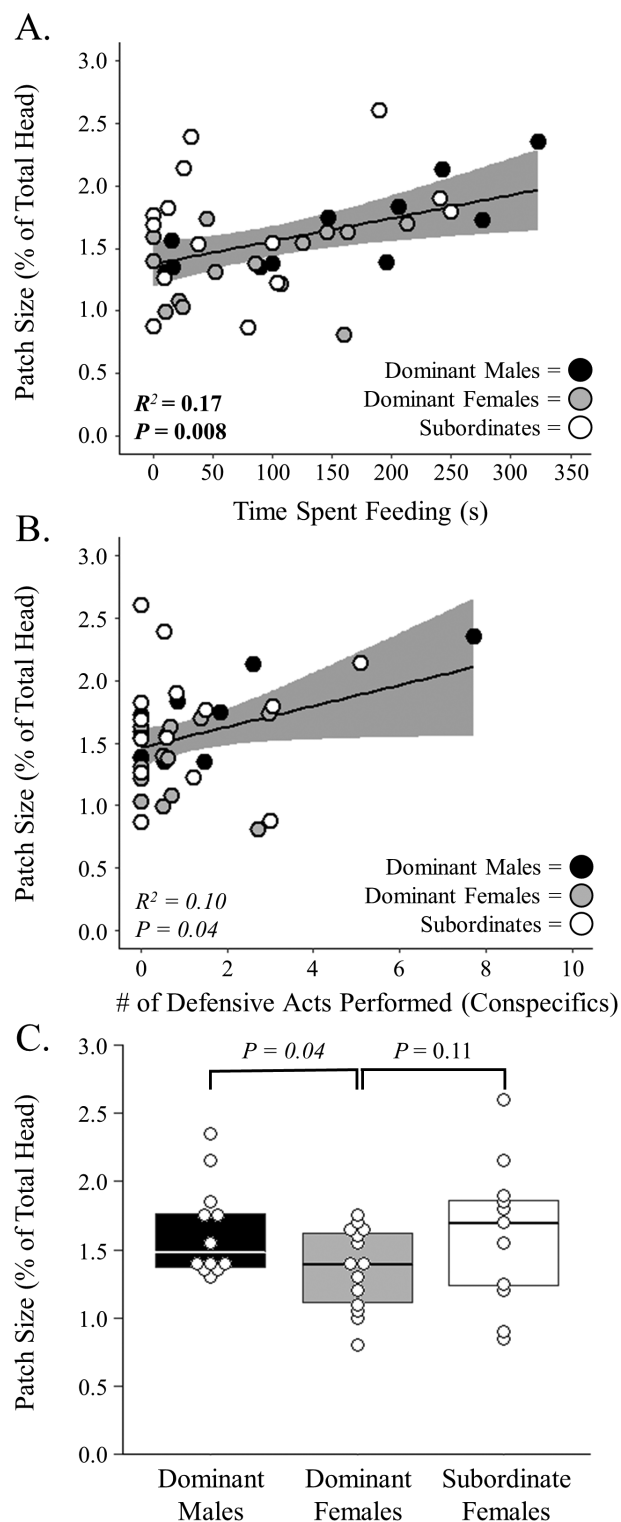 A.
Patch Size (% of Total Head)
3.0
2.5
2.0
1.5
1.0
0.5
0.0
Dominant Males =
Dominant Females =
Subordinates =
R² = 0.17
P = 0.008
0 50 100 150 200 250 300 350
Time Spent Feeding (s)
B.
Patch Size (% of Total Head)
3.0
2.5
2.0
1.5
1.0
0.5
0.0
Dominant Males =
Dominant Females =
Subordinates =
R² = 0.10
P = 0.04
0 2 4 6 8 10
# of Defensive Acts Performed (Conspecifics)
C.
Patch Size (% of Total Head)
3.0
2.5
2.0
1.5
1.0
0.5
0.0
P = 0.04 P = 0.11
Dominant Dominant Subordinate
Males Females Females